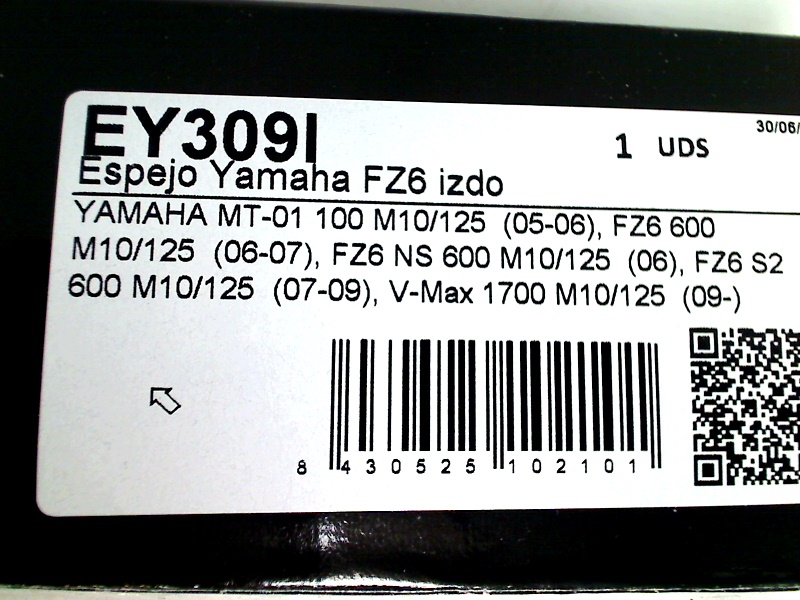 EY309I
1 UDS
30/06/
Espejo Yamaha FZ6 izdo
YAMAHA MT-01 100 M10/125 (05-06), FZ6 600
M10/125 (06-07), FZ6 NS 600 M10/125 (06), FZ6 S2
600 M10/125 (07-09), V-Max 1700 M10/125 (09-)
8 430525 102101